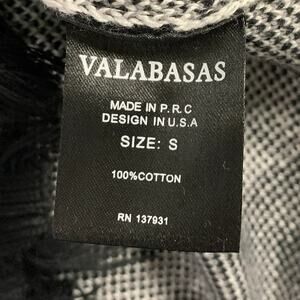 VALABASAS
MADE IN P.R.C
DESIGN IN U.S.A
SIZE: S
100%COTTON
RN 137931